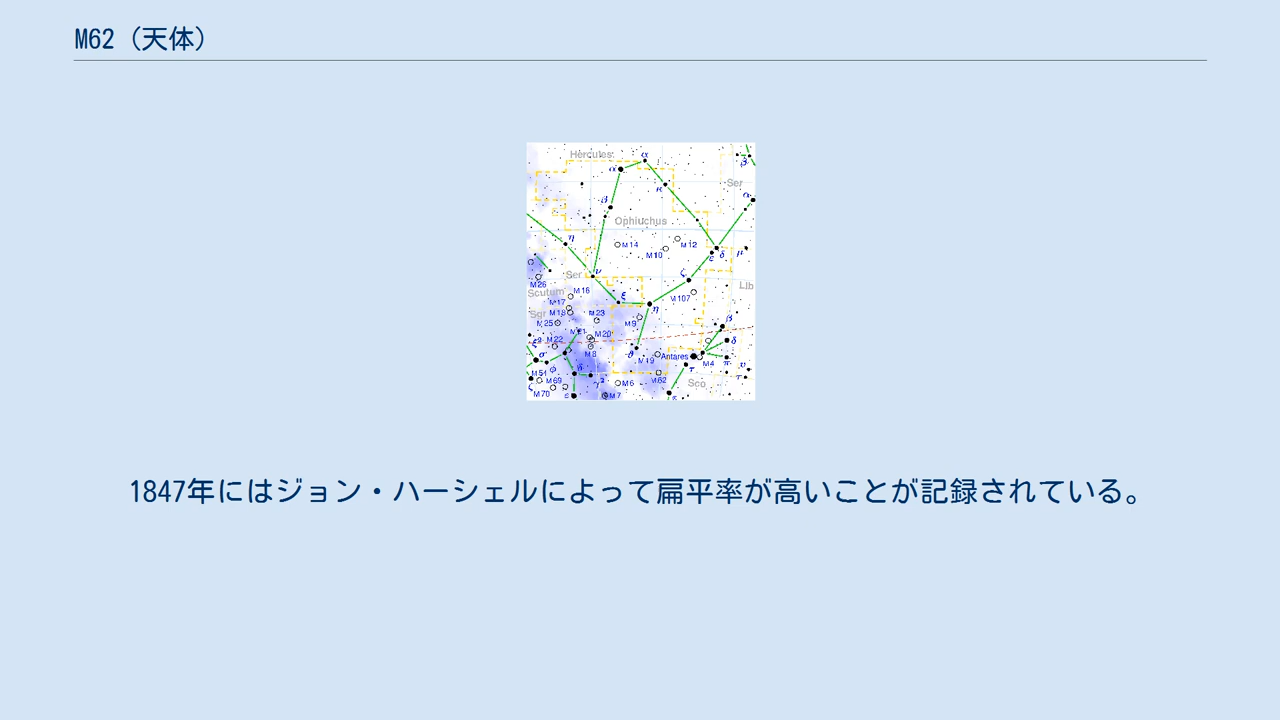 M62（天体）
Hercules
α
α
β
Ser
κ
α
β
Ophiuchus
η
M14
M12
M10
ε
δ
μ
Ser
ν
ζ
M26
Scutum
M16
ξ
M107
Lib
M17
η
Sgr
M18
M23
M9
M25
β
M20
M22
δ
M8
θ
M19
Antares
M4
σ
φ
δ
M62
Sco
M69
M6
M70
M7
1847年にはジョン・ハーシェルによって扁平率が高いことが記録されている。